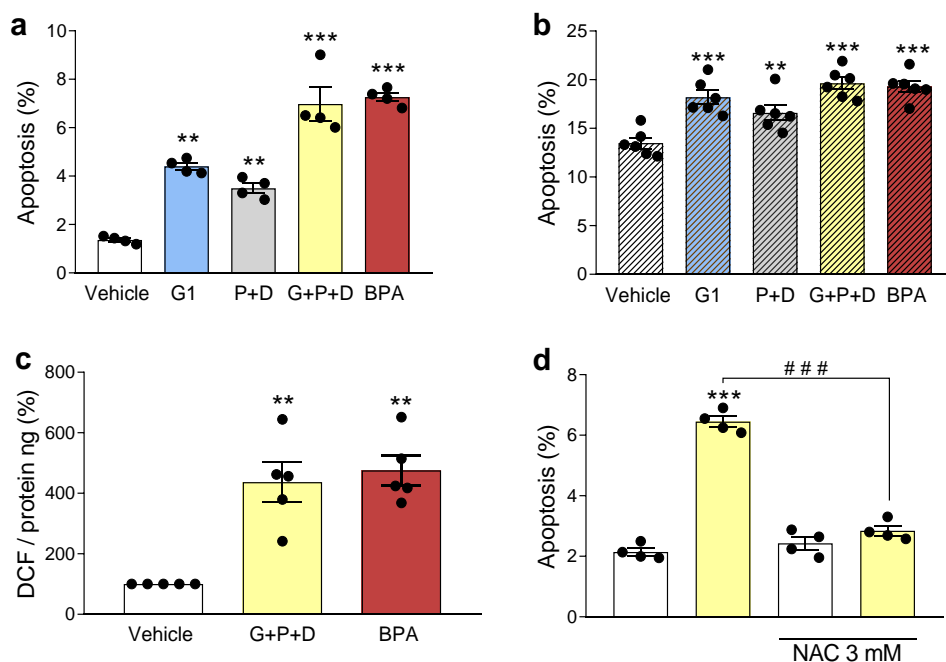 a
Apoptosis (%)
10
8
6
4
2
0
**
**
***
***
Vehicle
G1
P+D
G+P+D
BPA
b
Apoptosis (%)
25
20
15
10
5
0
***
**
***
***
Vehicle
G1
P+D
G+P+D
BPA
c
DCF / protein ng (%)
800
600
400
200
0
**
**
Vehicle
G+P+D
BPA
d
Apoptosis (%)
8
6
4
2
0
***
# # #
NAC 3 mM